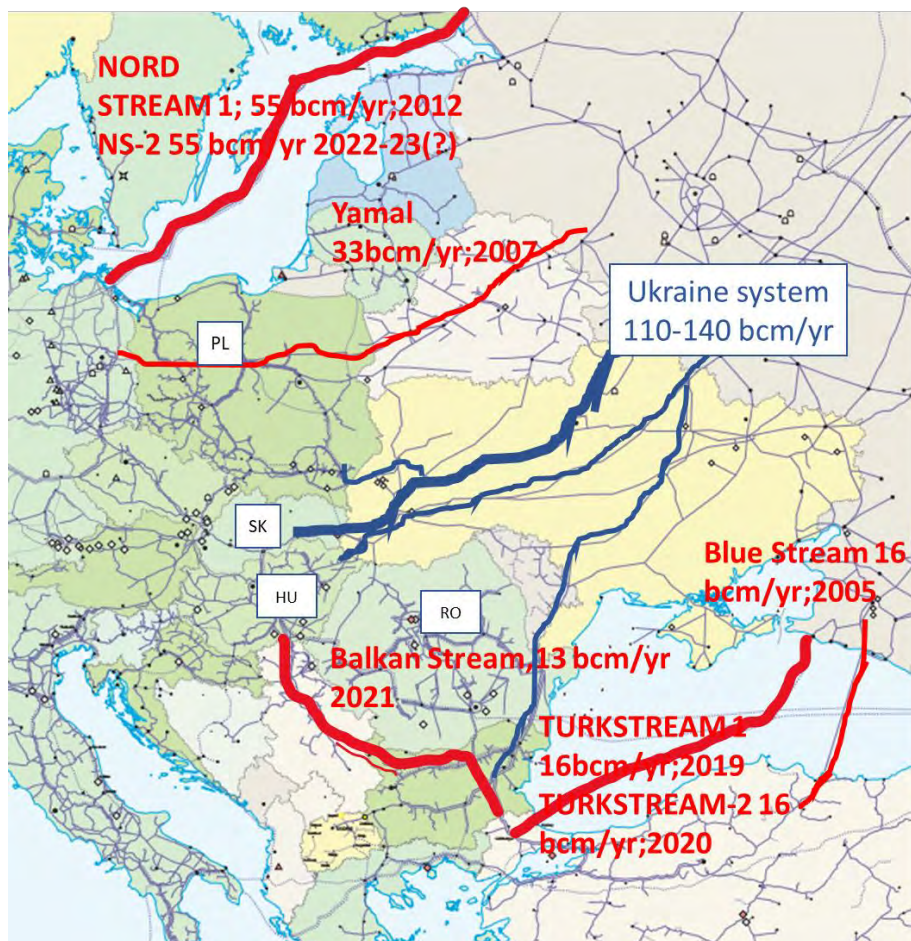 NORD
STREAM 1; 55 bcm/yr;2012
NS-2 55 bcm/yr 2022-23(?)
Yamal
33bcm/yr;2007
Ukraine system
110-140 bcm/yr
PL
SK
HU
RO
Blue Stream 16
bcm/yr;2005
Balkan Stream,13 bcm/yr
2021
TURKSTREAM 1
16bcm/yr;2019
TURKSTREAM-2 16
bcm/yr;2020